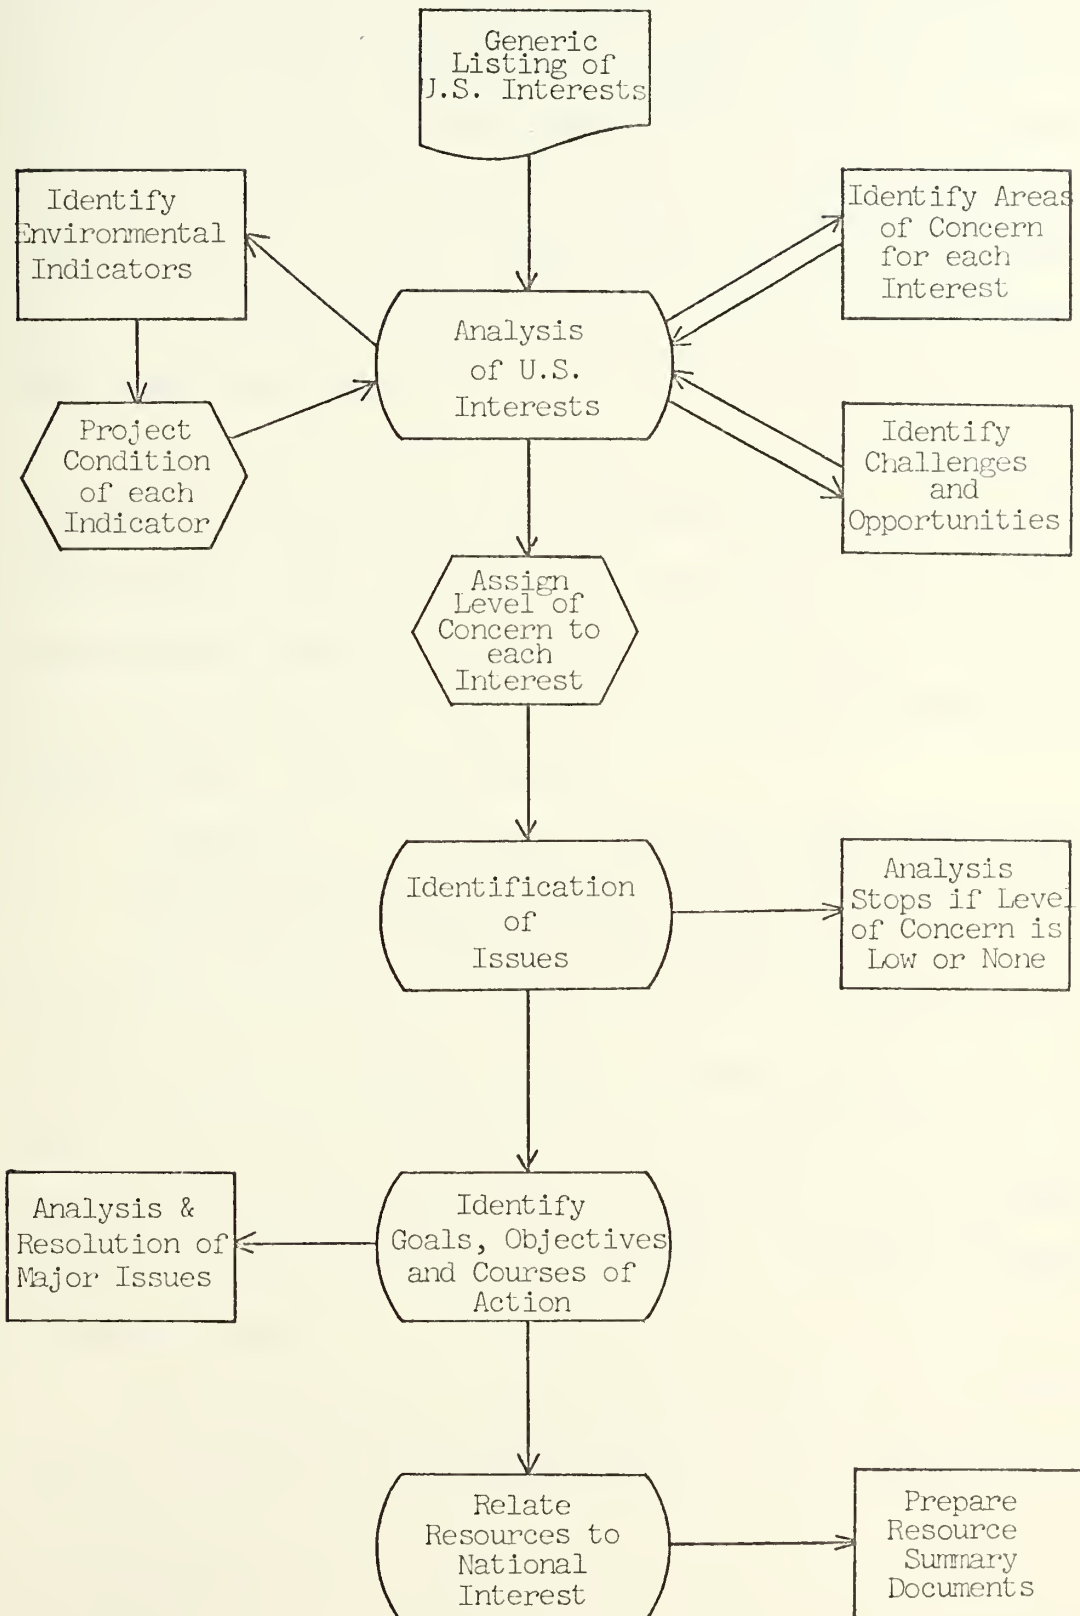 Generic
Listing of
U.S. Interests
Identify
Environmental
Indicators
Identify Areas
of Concern
for each
Interest
Analysis
of U.S.
Interests
Project
Condition
of each
Indicator
Identify
Challenges
and
Opportunities
Assign
Level of
Concern to
each
Interest
Identification
of
Issues
Analysis
Stops if Level
of Concern is
Low or None
Analysis &
Resolution of
Major Issues
Identify
Goals, Objectives
and Courses of
Action
Relate
Resources to
National
Interest
Prepare
Resource
Summary
Documents